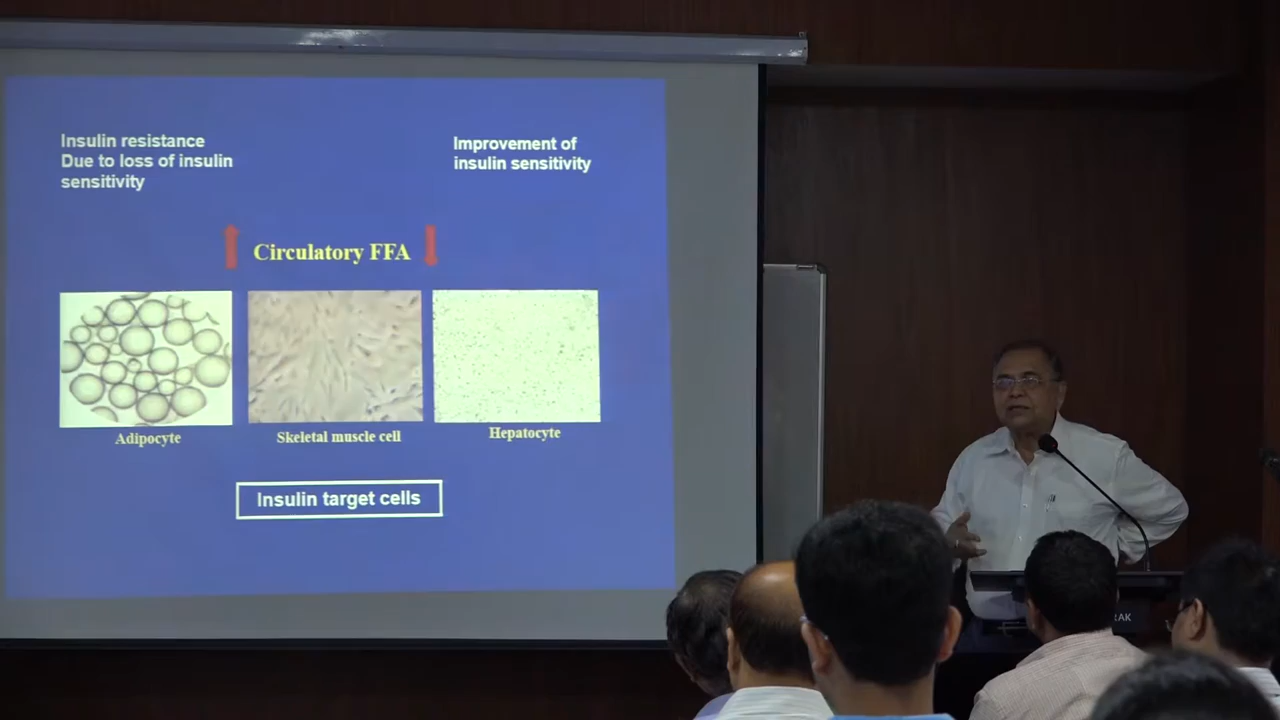 Insulin resistance
Due to loss of insulin
sensitivity
Improvement of
insulin sensitivity
Circulatory FFA
Adipocyte
Skeletal muscle cell
Hepatocyte
Insulin target cells
RAK